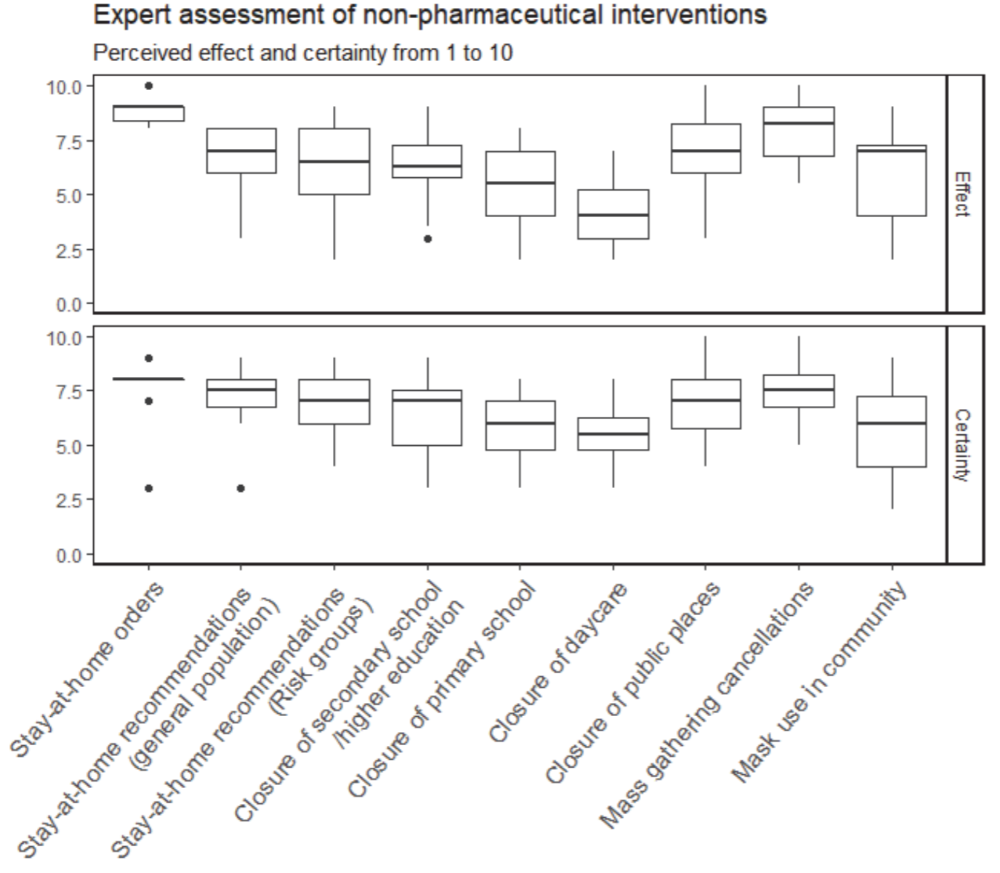 Expert assessment of non-pharmaceutical interventions
Perceived effect and certainty from 1 to 10
10.0
7.5
5.0
2.5
0.0
Effect
10.0
7.5
5.0
2.5
0.0
Certainty
Stay-at-home orders
Stay-at-home recommendations
(general population)
Stay-at-home recommendations
(Risk groups)
Closure of secondary school
/higher education
Closure of primary school
Closure of daycare
Closure of public places
Mass gathering cancellations
Mask use in community